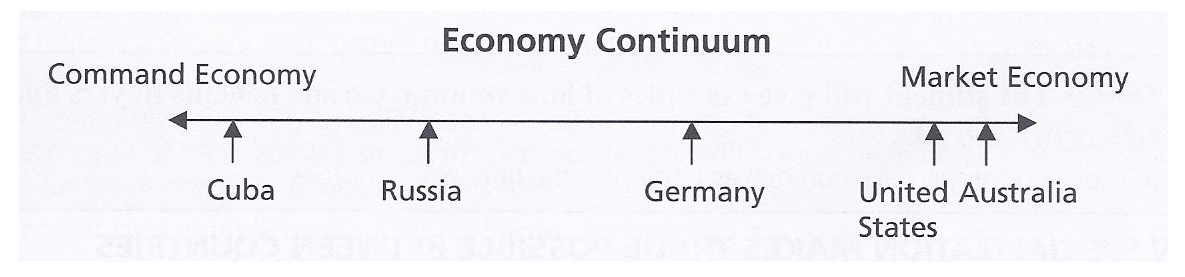 Economy Continuum
Command Economy
Market Economy
Cuba
Russia
Germany
United Australia
States